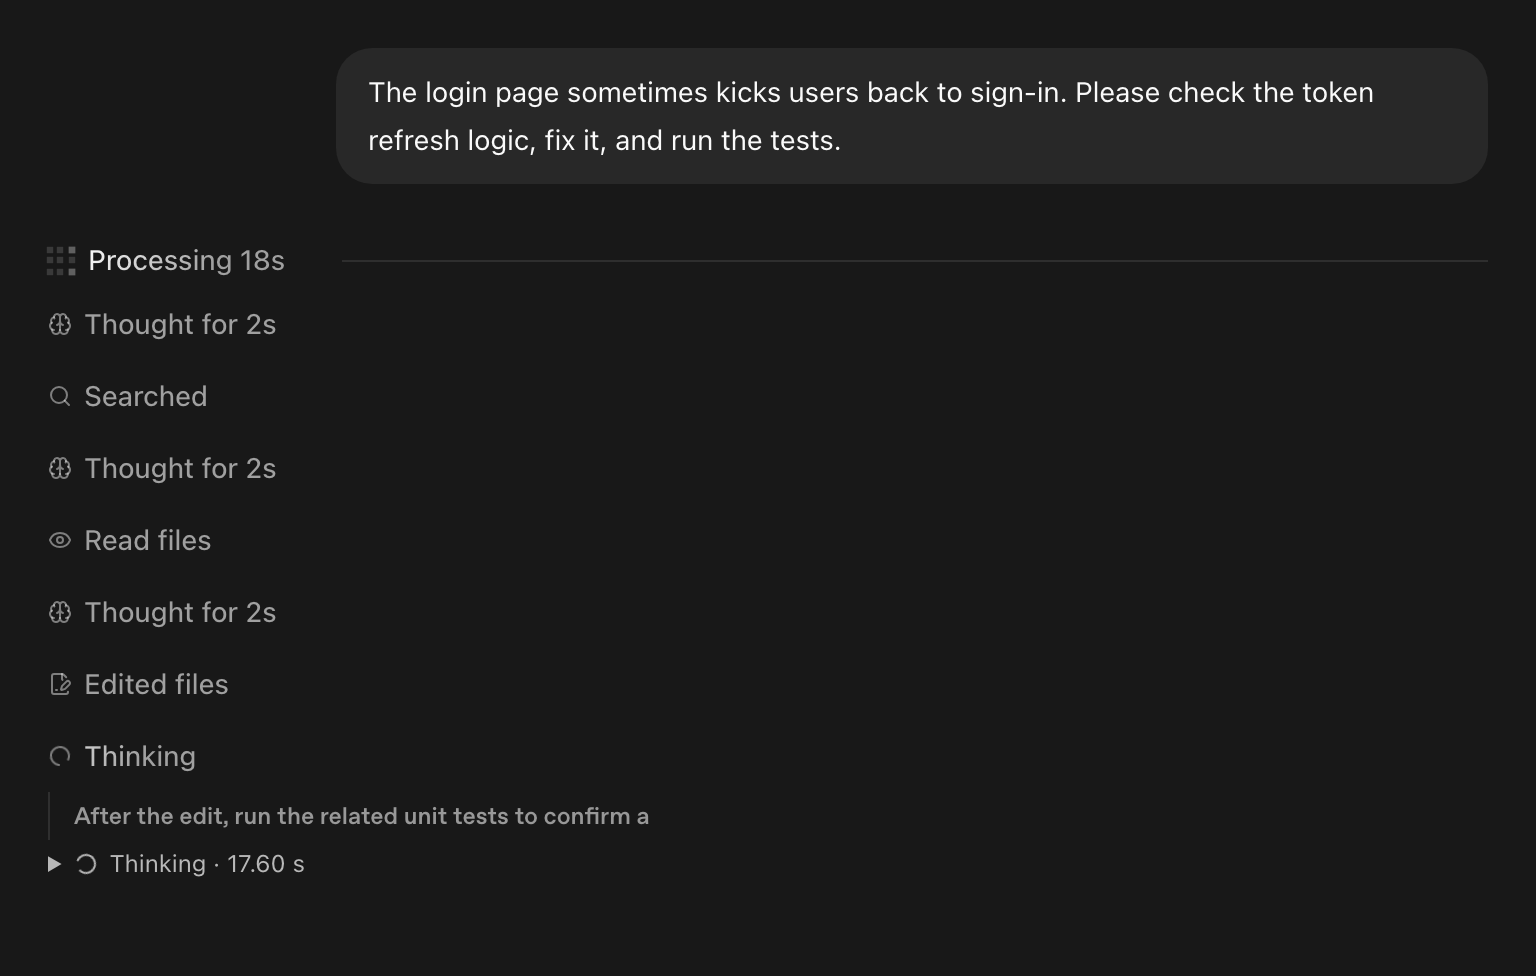 The login page sometimes kicks users back to sign-in. Please check the token
refresh logic, fix it, and run the tests.
Processing 18s
Thought for 2s
Searched
Thought for 2s
Read files
Thought for 2s
Edited files
Thinking
After the edit, run the related unit tests to confirm a
Thinking · 17.60 s